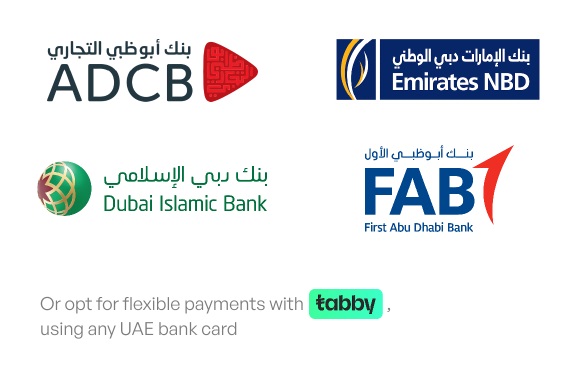 بنك أبوظبي التجاري
ADCB
بنك الإمارات دبي الوطني
Emirates NBD
بنك دبي الإسلامي
Dubai Islamic Bank
بنك أبوظبي الأول
FAB
First Abu Dhabi Bank
Or opt for flexible payments with tabby ,
using any UAE bank card